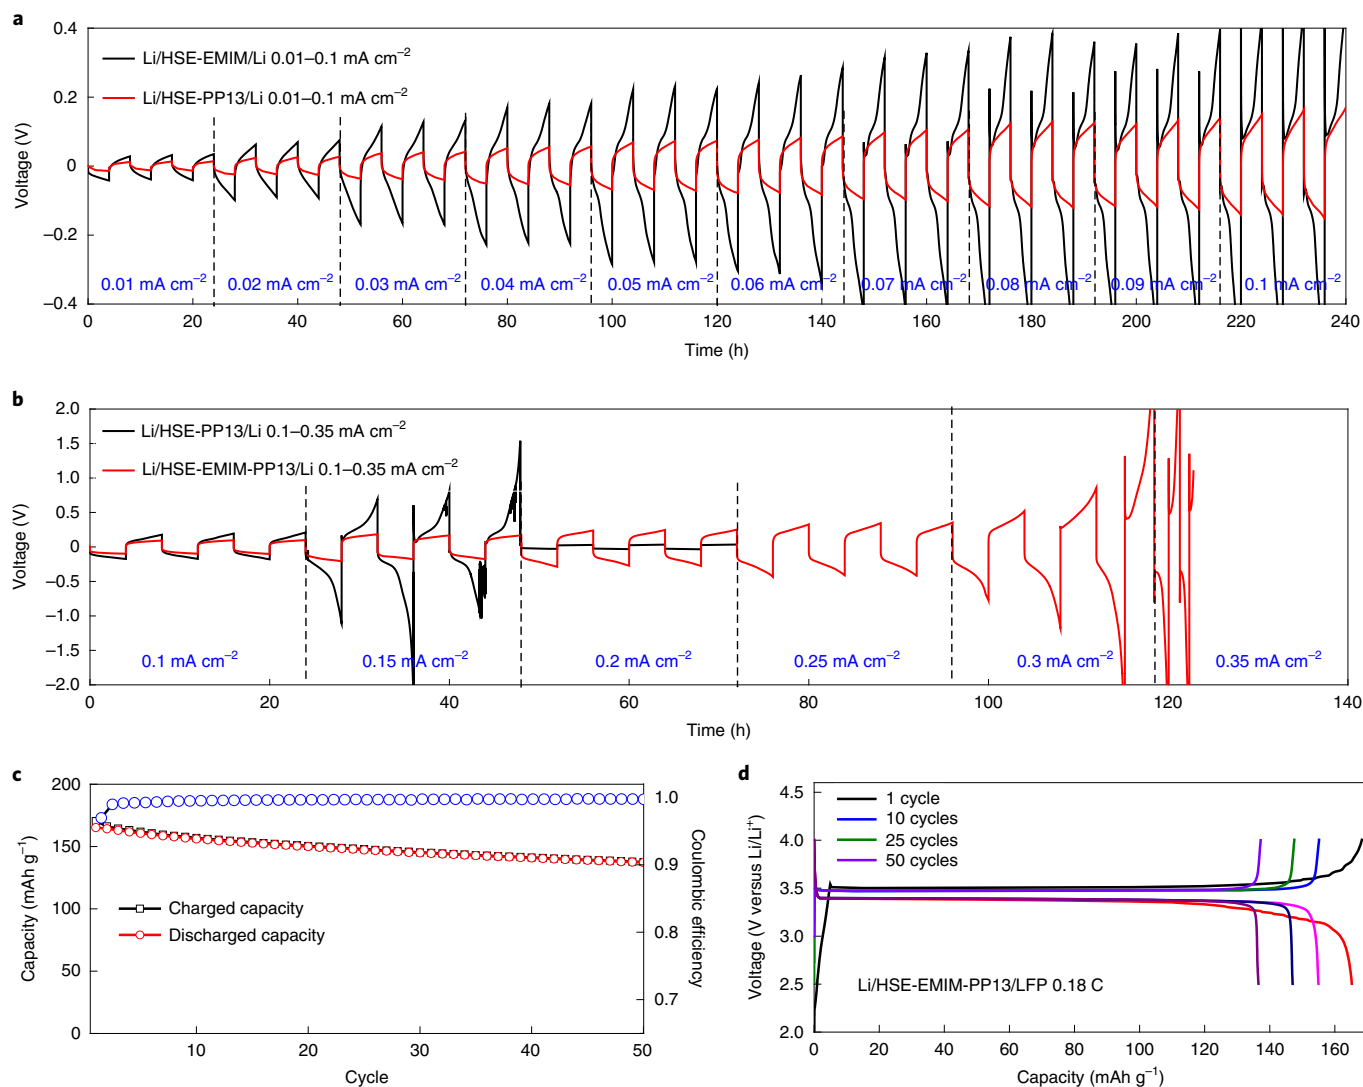 a
Li/HSE-EMIM/Li 0.01–0.1 mA cm⁻²
Li/HSE-PP13/Li 0.01–0.1 mA cm⁻²
Voltage (V)
0.4
0.2
0
–0.2
–0.4
0.01 mA cm⁻² 0.02 mA cm⁻² 0.03 mA cm⁻² 0.04 mA cm⁻² 0.05 mA cm⁻² 0.06 mA cm⁻² 0.07 mA cm⁻² 0.08 mA cm⁻² 0.09 mA cm⁻² 0.1 mA cm⁻²
0 20 40 60 80 100 120 140 160 180 200 220 240
Time (h)
b
Li/HSE-PP13/Li 0.1–0.35 mA cm⁻²
Li/HSE-EMIM-PP13/Li 0.1–0.35 mA cm⁻²
Voltage (V)
2.0
1.5
1.0
0.5
0
–0.5
–1.0
–1.5
–2.0
0.1 mA cm⁻² 0.15 mA cm⁻² 0.2 mA cm⁻² 0.25 mA cm⁻² 0.3 mA cm⁻² 0.35 mA cm⁻²
0 20 40 60 80 100 120 140
Time (h)
c
Capacity (mAh g⁻¹)
200
150
100
50
0
Charged capacity
Discharged capacity
1.0
0.9
0.8
0.7
Coulombic efficiency
10 20 30 40 50
Cycle
d
Voltage (V versus Li/Li⁺)
4.5
4.0
3.5
3.0
2.5
2.0
1 cycle
10 cycles
25 cycles
50 cycles
Li/HSE-EMIM-PP13/LFP 0.18 C
0 20 40 60 80 100 120 140 160
Capacity (mAh g⁻¹)